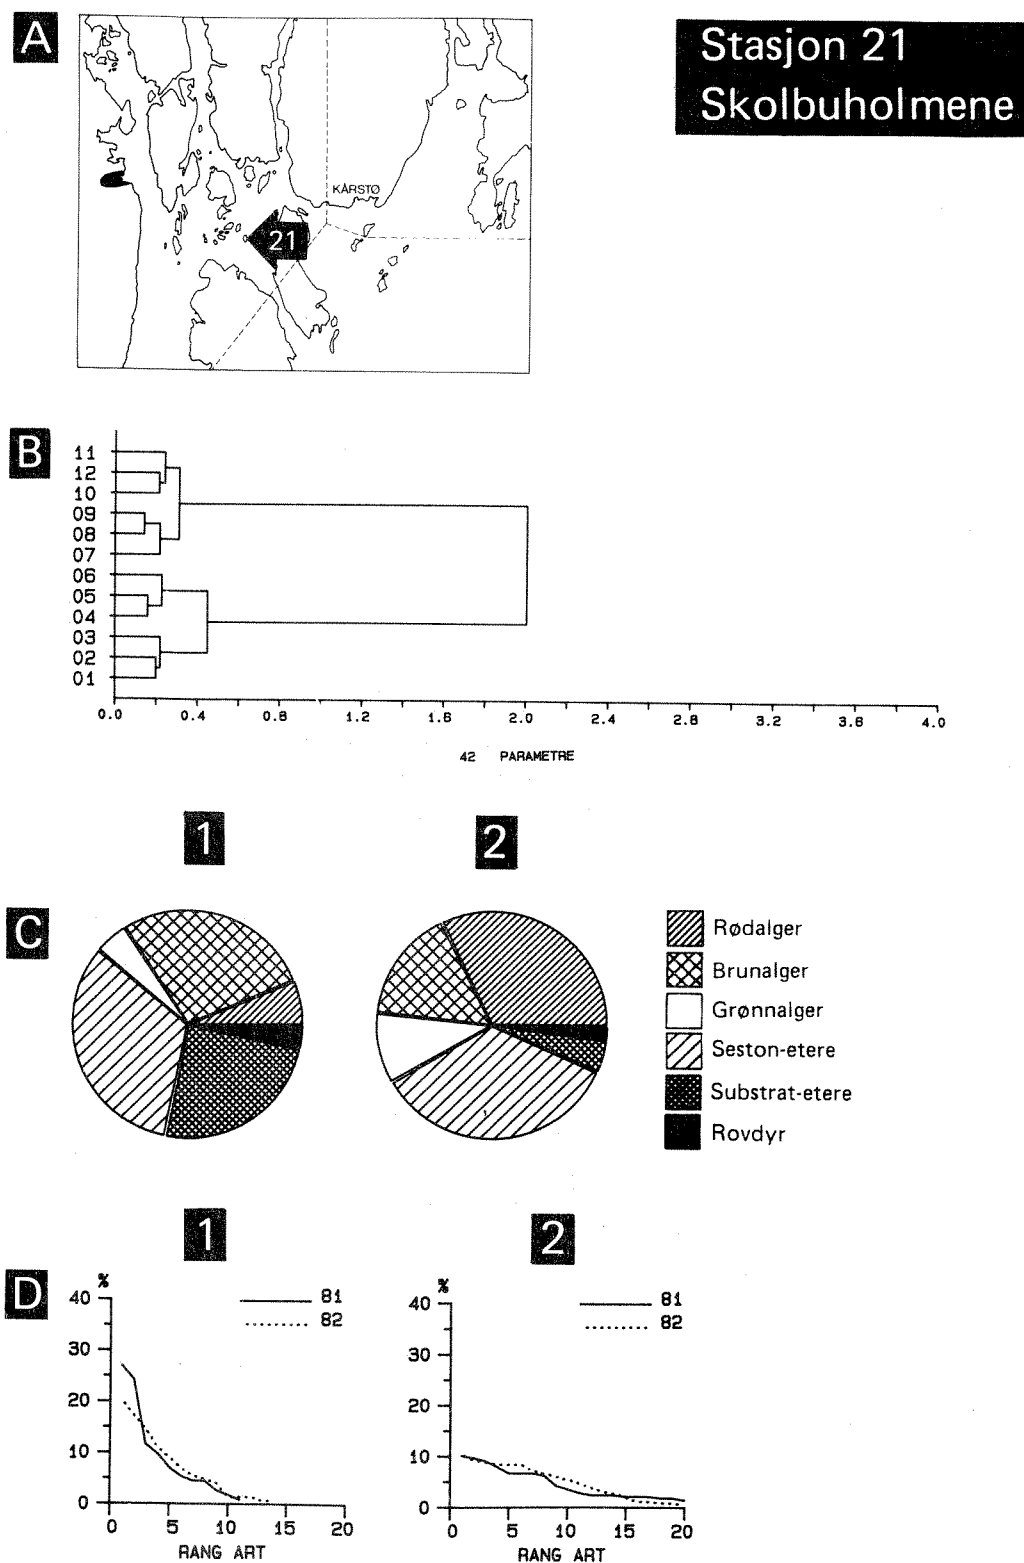 A
Stasjon 21
Skolbuholmene
KÅRSTØ
21
B
11
12
10
09
08
07
06
05
04
03
02
01
0.0 0.4 0.8 1.2 1.6 2.0 2.4 2.8 3.2 3.6 4.0
42 PARAMETRE
1 2
C
Rødalger
Brunalger
Grønnalger
Seston-etere
Substrat-etere
Rovdyr
1 2
D
%
40
30
20
10
0
81
82
0 5 10 15 20
RANG ART
%
40
30
20
10
0
81
82
0 5 10 15 20
RANG ART